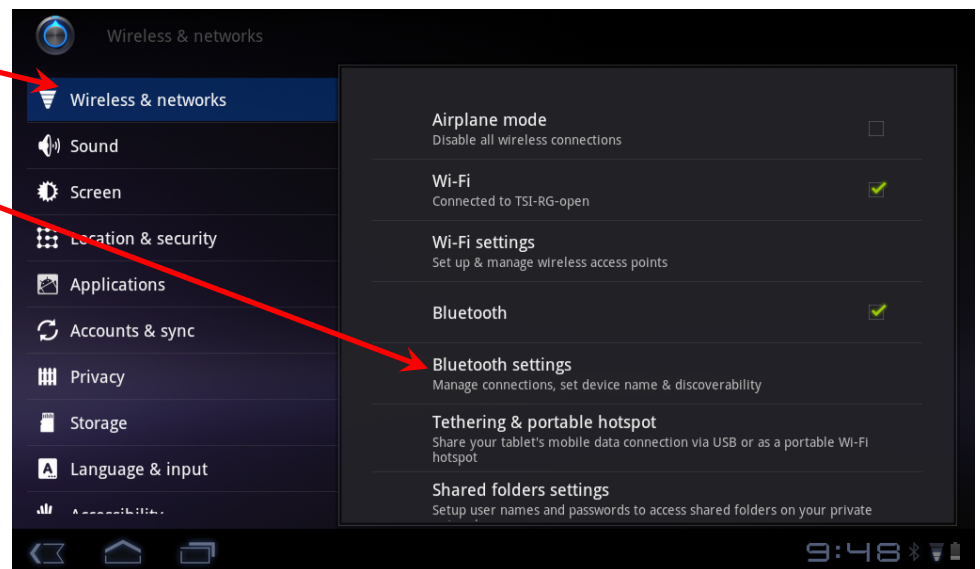 Wireless & networks
Wireless & networks
Sound
Screen
Location & security
Applications
Accounts & sync
Privacy
Storage
Language & input
Accessibility
Airplane mode
Disable all wireless connections
Wi-Fi
Connected to TSI-RG-open
Wi-Fi settings
Set up & manage wireless access points
Bluetooth
Bluetooth settings
Manage connections, set device name & discoverability
Tethering & portable hotspot
Share your tablet's mobile data connection via USB or as a portable Wi-Fi
hotspot
Shared folders settings
Setup user names and passwords to access shared folders on your private
9:48